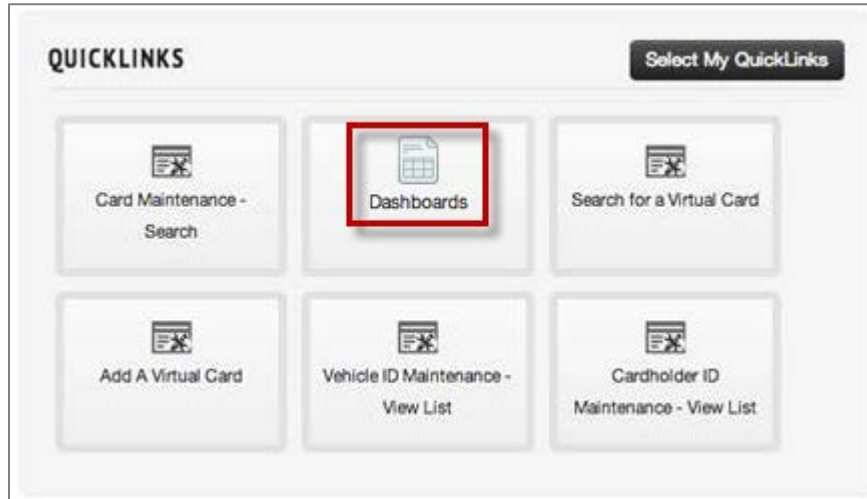 QUICKLINKS
Select My QuickLinks
Card Maintenance -
Search
Dashboards
Search for a Virtual Card
Add A Virtual Card
Vehicle ID Maintenance -
View List
Cardholder ID
Maintenance - View List